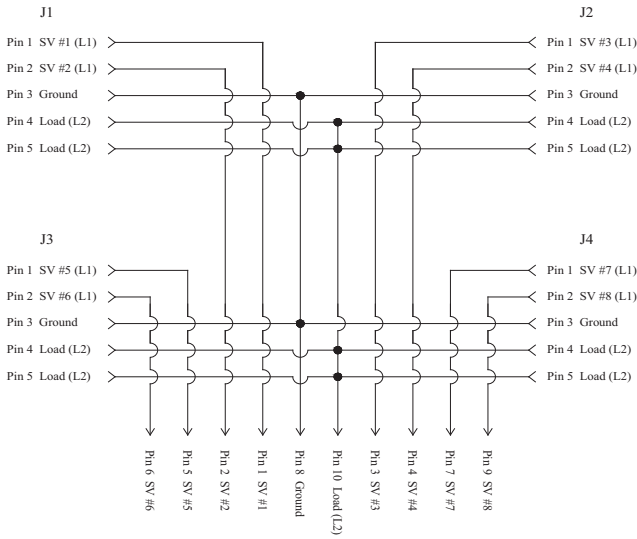 J1
J2
Pin 1 SV #1 (L1)
Pin 1 SV #3 (L1)
Pin 2 SV #2 (L1)
Pin 2 SV #4 (L1)
Pin 3 Ground
Pin 3 Ground
Pin 4 Load (L2)
Pin 4 Load (L2)
Pin 5 Load (L2)
Pin 5 Load (L2)
J3
J4
Pin 1 SV #5 (L1)
Pin 1 SV #7 (L1)
Pin 2 SV #6 (L1)
Pin 2 SV #8 (L1)
Pin 3 Ground
Pin 3 Ground
Pin 4 Load (L2)
Pin 4 Load (L2)
Pin 5 Load (L2)
Pin 5 Load (L2)
Pin 6 SV #6
Pin 5 SV #5
Pin 2 SV #2
Pin 1 SV #1
Pin 8 Ground
Pin 10 Load (L2)
Pin 3 SV #3
Pin 4 SV #4
Pin 7 SV #7
Pin 9 SV #8